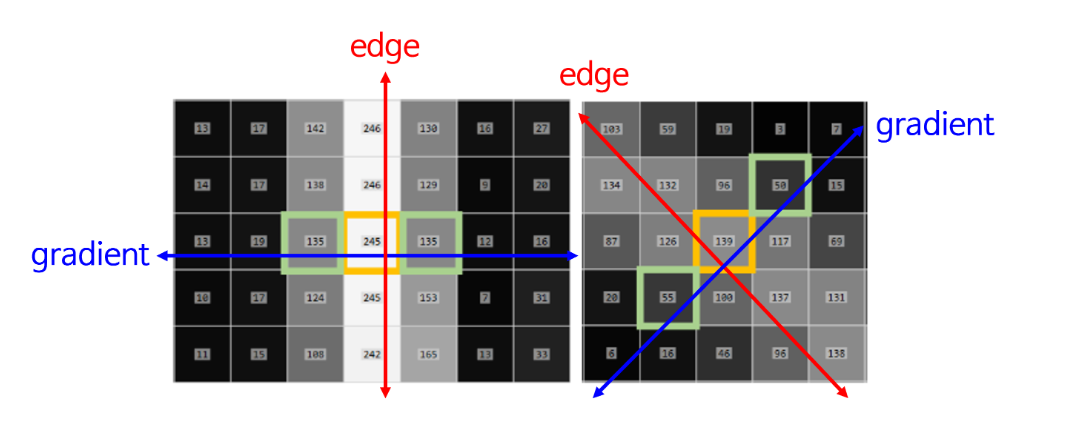 edge
edge
gradient
gradient
13 17 142 246 130 16 27
14 17 138 246 129 9 20
13 19 135 245 135 12 16
10 17 124 245 153 7 31
11 15 108 242 165 13 33
103 59 19 3 7
134 132 96 50 15
87 126 139 117 69
20 55 100 137 131
6 16 46 96 138